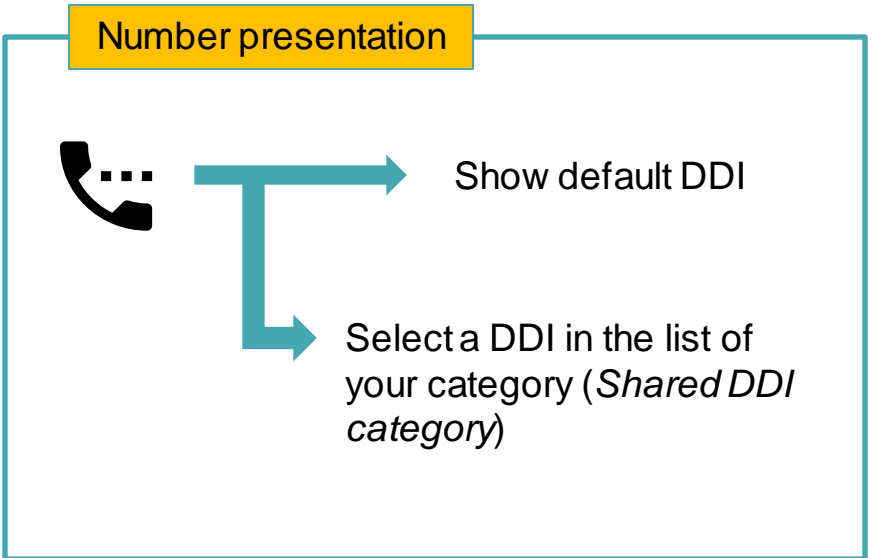 Number presentation
Show default DDI
Select a DDI in the list of
your category (Shared DDI
category)